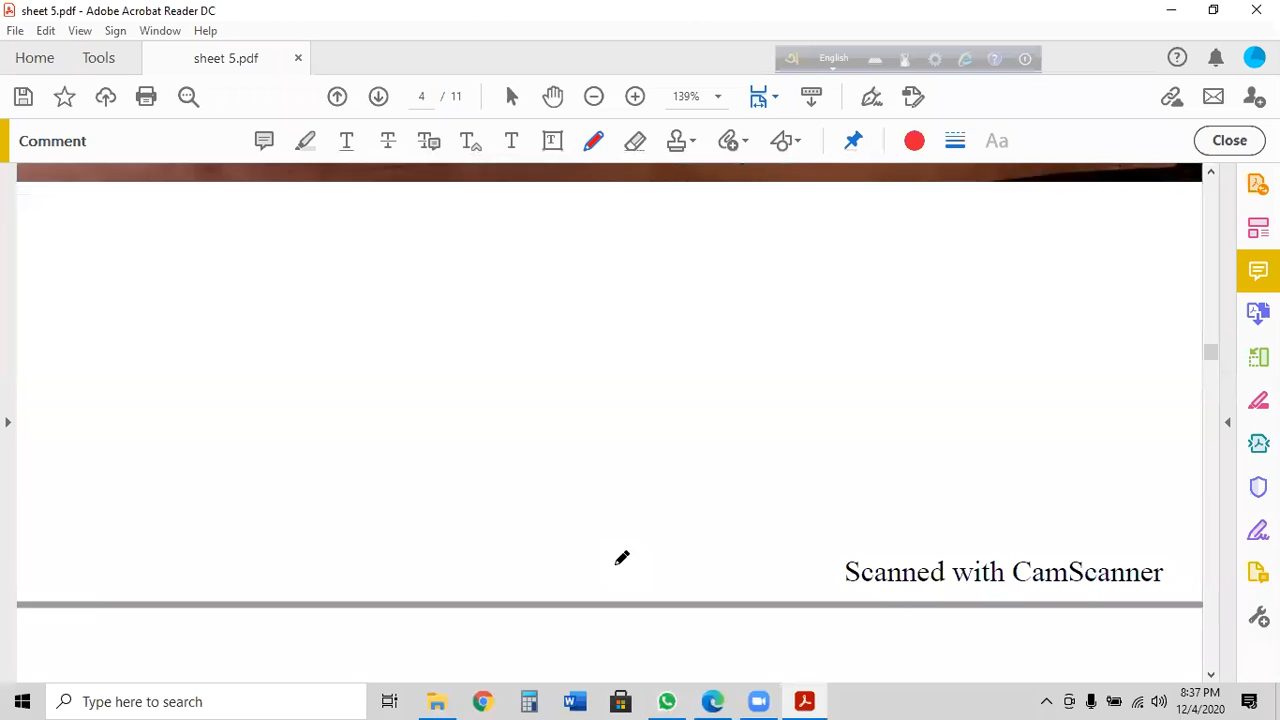 sheet 5.pdf - Adobe Acrobat Reader DC
File Edit View Sign Window Help
Home Tools sheet 5.pdf × English
4 / 11 139%
Comment Aa Close
Scanned with CamScanner
Type here to search
8:37 PM
12/4/2020